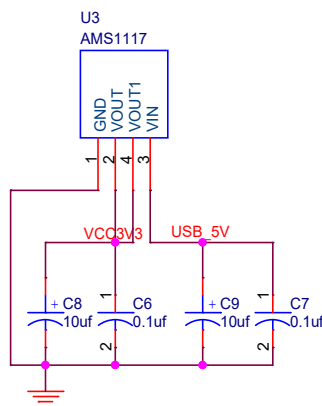 U3
AMS1117
GND
VOUT
VOUT1
VIN
1
2
4
3
VCC3V3
USB_5V
+ C8
10uf
1
C6
0.1uf
2
+ C9
10uf
1
C7
0.1uf
2